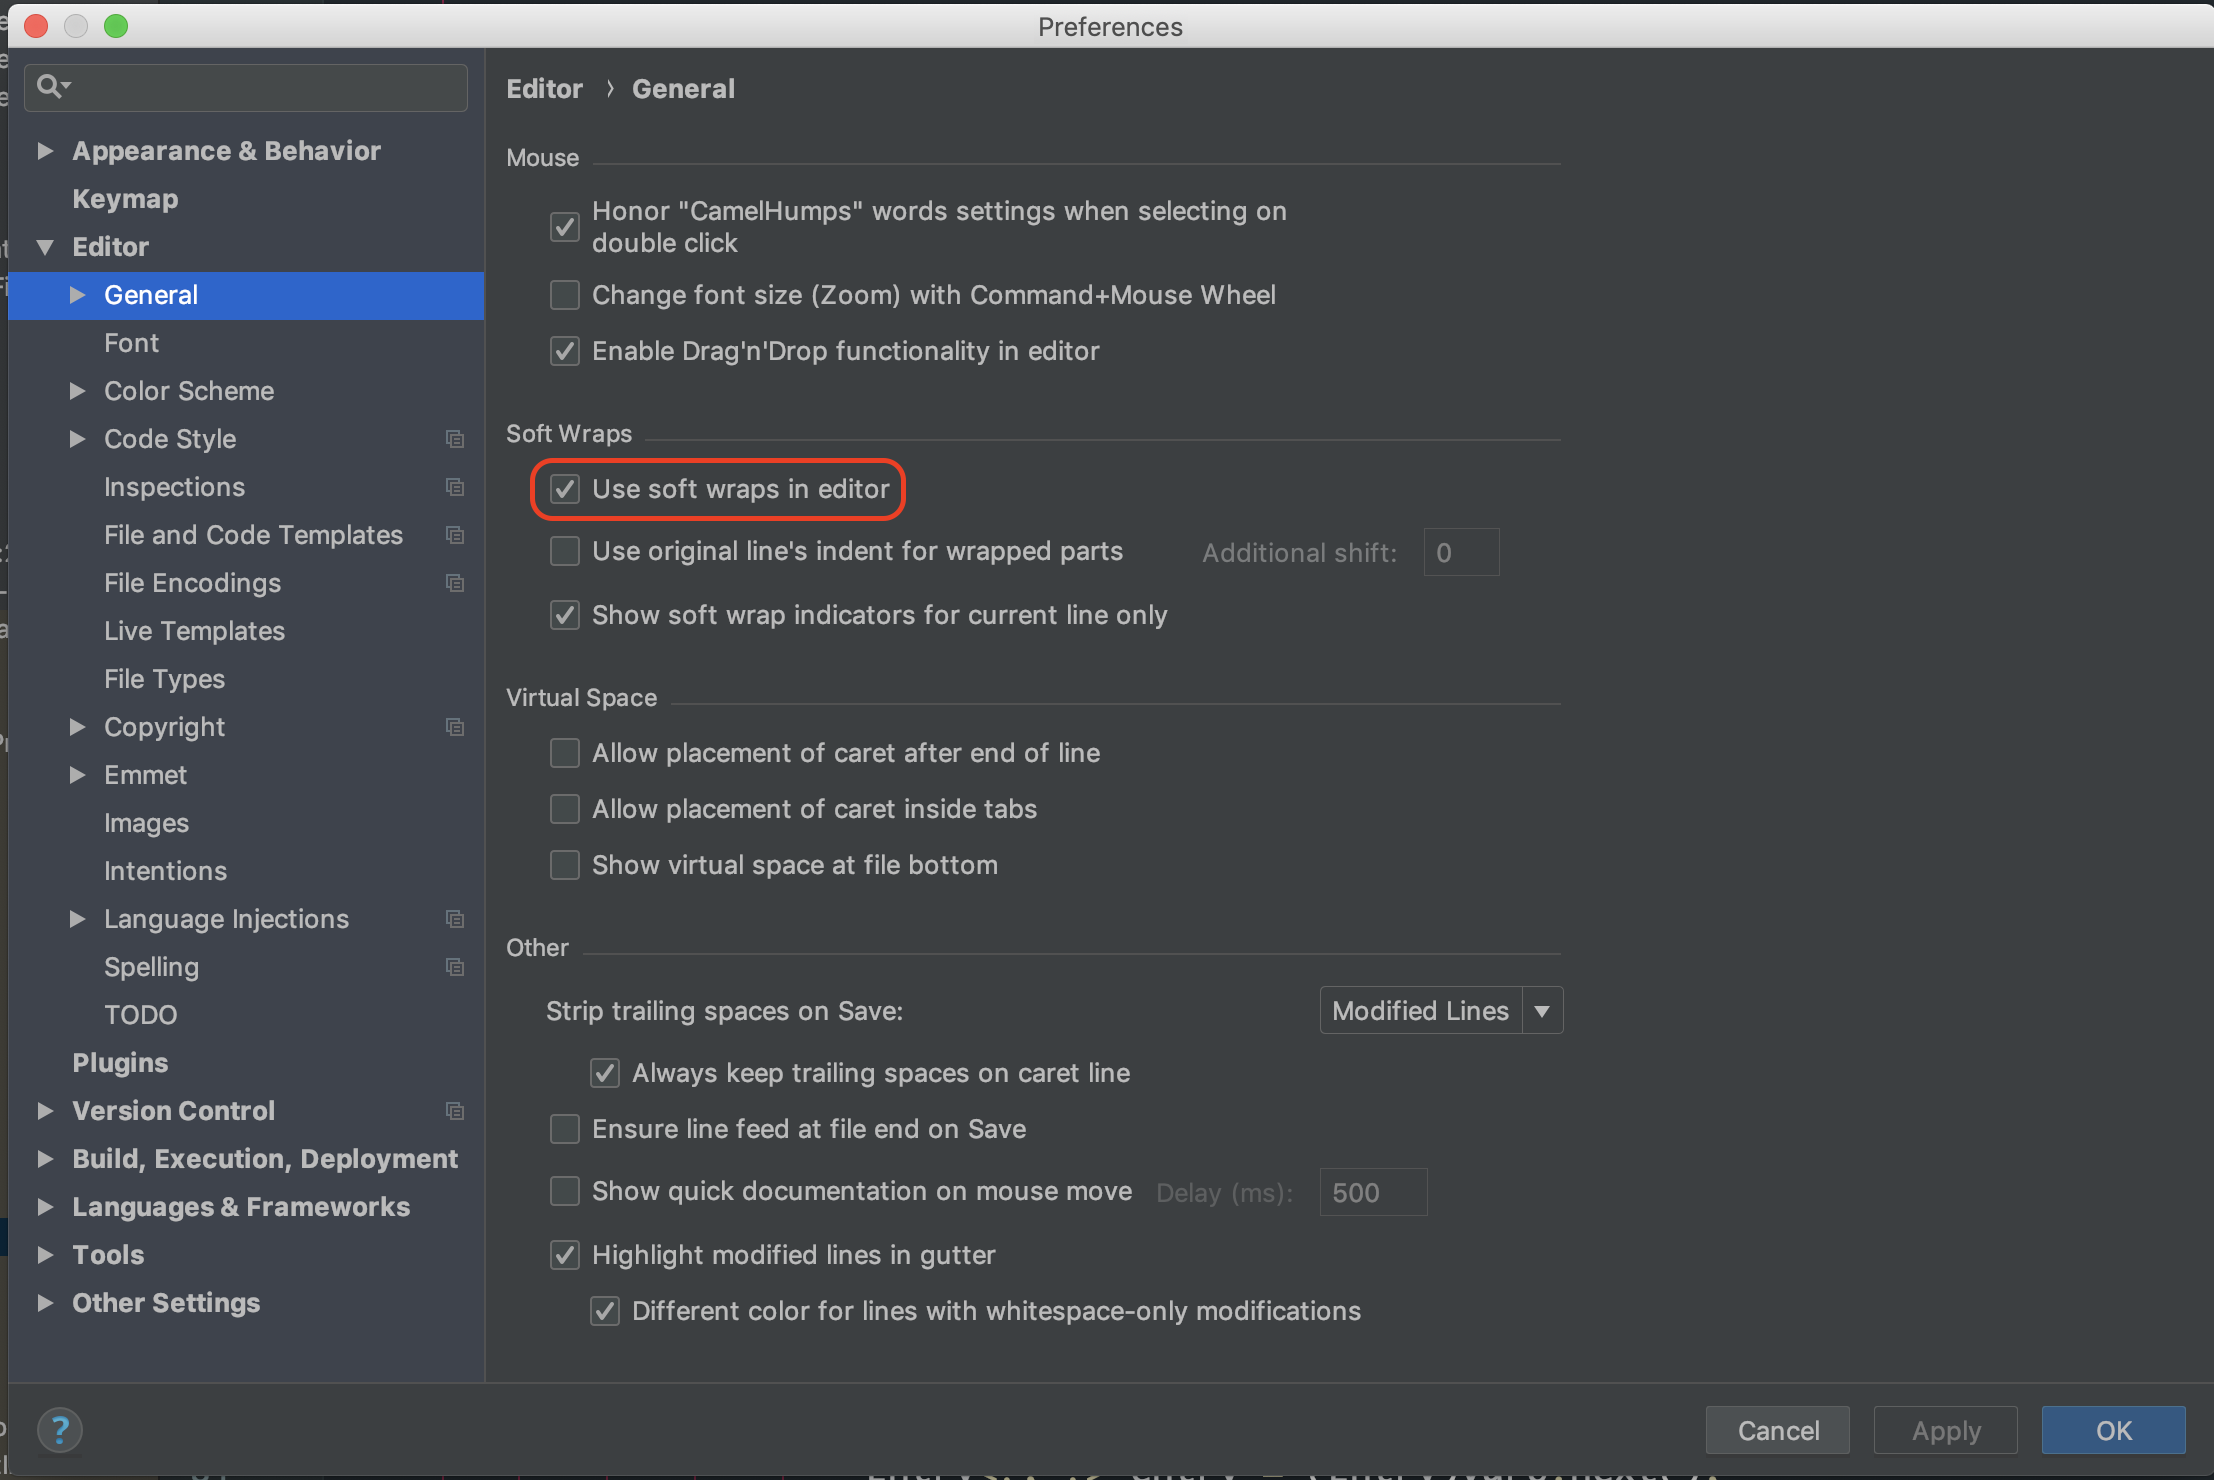 Preferences
Appearance & Behavior
Keymap
Editor
General
Font
Color Scheme
Code Style
Inspections
File and Code Templates
File Encodings
Live Templates
File Types
Copyright
Emmet
Images
Intentions
Language Injections
Spelling
TODO
Plugins
Version Control
Build, Execution, Deployment
Languages & Frameworks
Tools
Other Settings
Editor › General
Mouse
Honor "CamelHumps" words settings when selecting on
double click
Change font size (Zoom) with Command+Mouse Wheel
Enable Drag'n'Drop functionality in editor
Soft Wraps
Use soft wraps in editor
Use original line's indent for wrapped parts Additional shift: 0
Show soft wrap indicators for current line only
Virtual Space
Allow placement of caret after end of line
Allow placement of caret inside tabs
Show virtual space at file bottom
Other
Strip trailing spaces on Save: Modified Lines
Always keep trailing spaces on caret line
Ensure line feed at file end on Save
Show quick documentation on mouse move Delay (ms): 500
Highlight modified lines in gutter
Different color for lines with whitespace-only modifications
? Cancel Apply OK